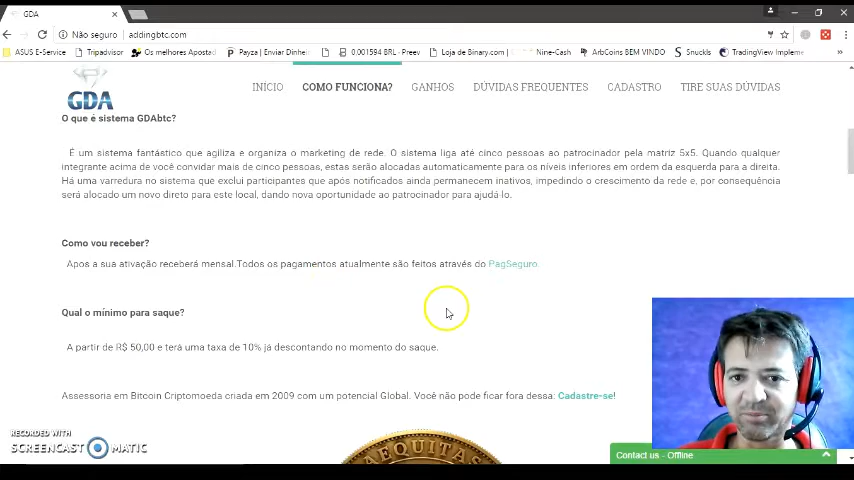 GDA
Não seguro | addingbtc.com
ASUS E-Service
Tripadvisor
Os melhores Apostad
Payza | Enviar Dinhei
0.001594 BRL - Preev
Loja de Binary.com |
Nine-Cash
ArbCoins BEM VINDO
Snuckls
TradingView Impleme
»
GDA
INÍCIO
COMO FUNCIONA?
GANHOS
DÚVIDAS FREQUENTES
CADASTRO
TIRE SUAS DÚVIDAS
O que é sistema GDAbtc?
É um sistema fantástico que agiliza e organiza o marketing de rede. O sistema liga até cinco pessoas ao patrocinador pela matriz 5x5. Quando qualquer
integrante acima de você convidar mais de cinco pessoas, estas serão alocadas automaticamente para os níveis inferiores em ordem da esquerda para a direita.
Há uma varredura no sistema que exclui participantes que após notificados ainda permanecem inativos, impedindo o crescimento da rede e, por consequência
será alocado um novo direto para este local, dando nova oportunidade ao patrocinador para ajudá-lo.
Como vou receber?
Apos a sua ativação receberá mensal.Todos os pagamentos atualmente são feitos através do PagSeguro.
Qual o mínimo para saque?
A partir de R$ 50,00 e terá uma taxa de 10% já descontando no momento do saque.
Assessoria em Bitcoin Criptomoeda criada em 2009 com um potencial Global. Você não pode ficar fora dessa: Cadastre-se!
AEQUITAS
RECORDED WITH
SCREENCAST MATIC
Contact us - Offline